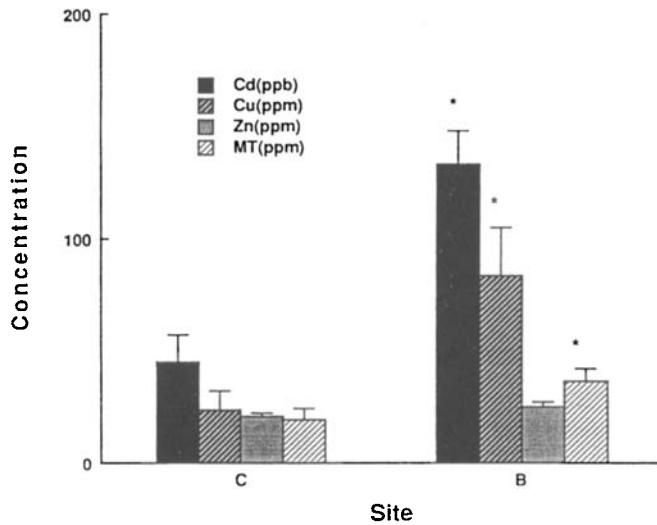 200
Cd(ppb)
Cu(ppm)
Zn(ppm)
MT(ppm)
*
*
100
*
0
C
B
Concentration
Site